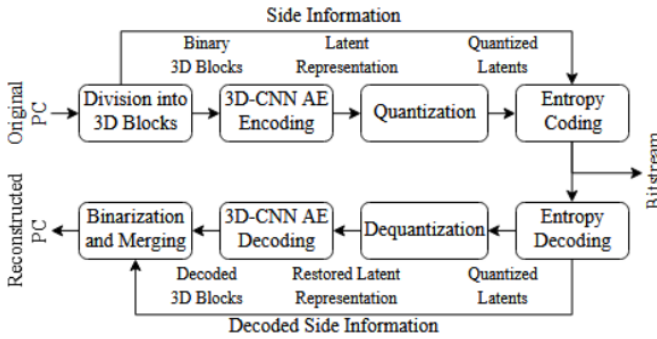 Side Information
Binary
3D Blocks
Latent
Representation
Quantized
Latents
Original
PC
Division into
3D Blocks
3D-CNN AE
Encoding
Quantization
Entropy
Coding
Bitstream
Reconstructed
PC
Binarization
and Merging
3D-CNN AE
Decoding
Dequantization
Entropy
Decoding
Decoded
3D Blocks
Restored Latent
Representation
Quantized
Latents
Decoded Side Information